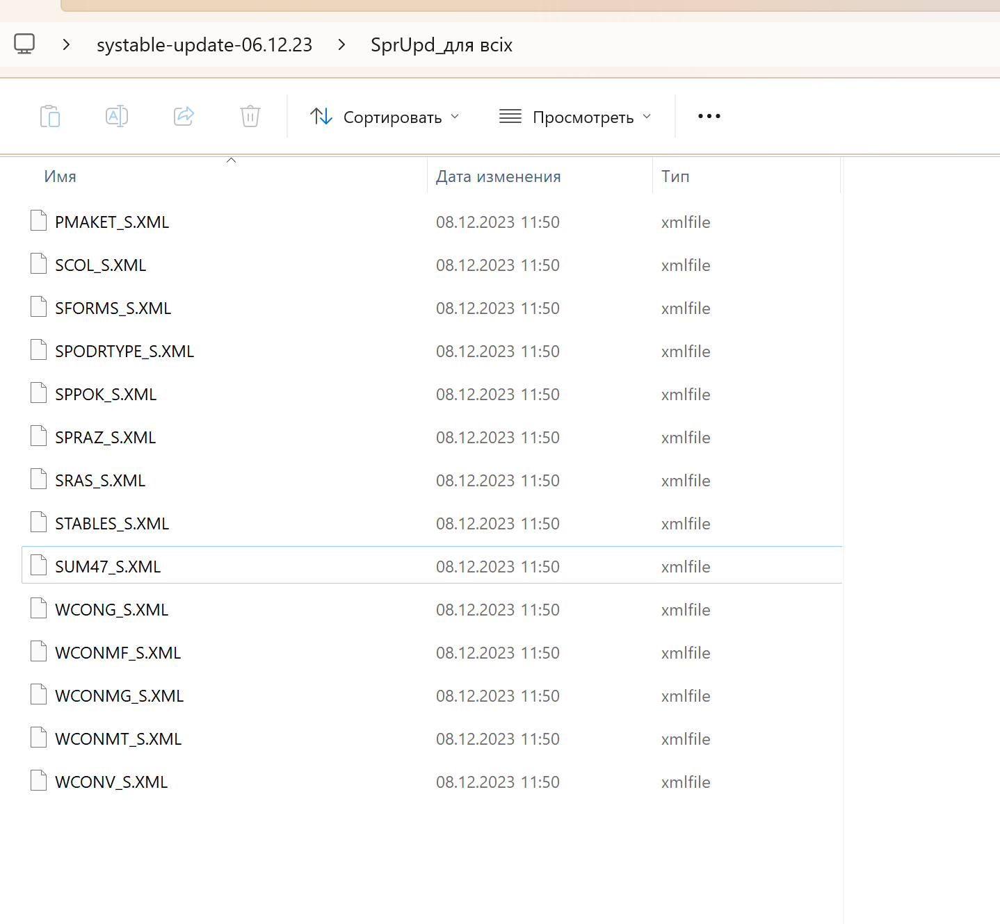 systable-update-06.12.23 > SprUpd_для всіх
Сортировать Просмотреть
Имя Дата изменения Тип
PMAKET_S.XML 08.12.2023 11:50 xmlfile
SCOL_S.XML 08.12.2023 11:50 xmlfile
SFORMS_S.XML 08.12.2023 11:50 xmlfile
SPODRTYPE_S.XML 08.12.2023 11:50 xmlfile
SPPOK_S.XML 08.12.2023 11:50 xmlfile
SPRAZ_S.XML 08.12.2023 11:50 xmlfile
SRAS_S.XML 08.12.2023 11:50 xmlfile
STABLES_S.XML 08.12.2023 11:50 xmlfile
SUM47_S.XML 08.12.2023 11:50 xmlfile
WCONG_S.XML 08.12.2023 11:50 xmlfile
WCONMF_S.XML 08.12.2023 11:50 xmlfile
WCONMG_S.XML 08.12.2023 11:50 xmlfile
WCONMT_S.XML 08.12.2023 11:50 xmlfile
WCONV_S.XML 08.12.2023 11:50 xmlfile